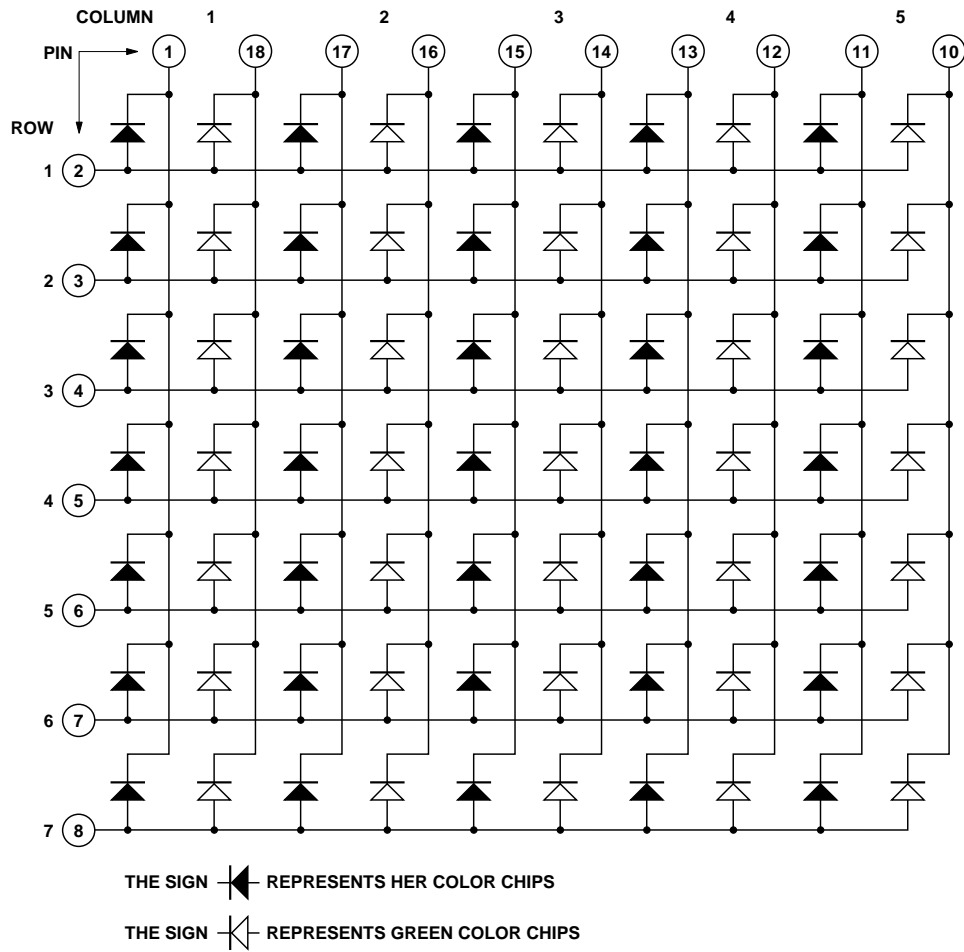 COLUMN 1 2 3 4 5
PIN 1 18 17 16 15 14 13 12 11 10
ROW
1 2
2 3
3 4
4 5
5 6
6 7
7 8
THE SIGN REPRESENTS HER COLOR CHIPS
THE SIGN REPRESENTS GREEN COLOR CHIPS